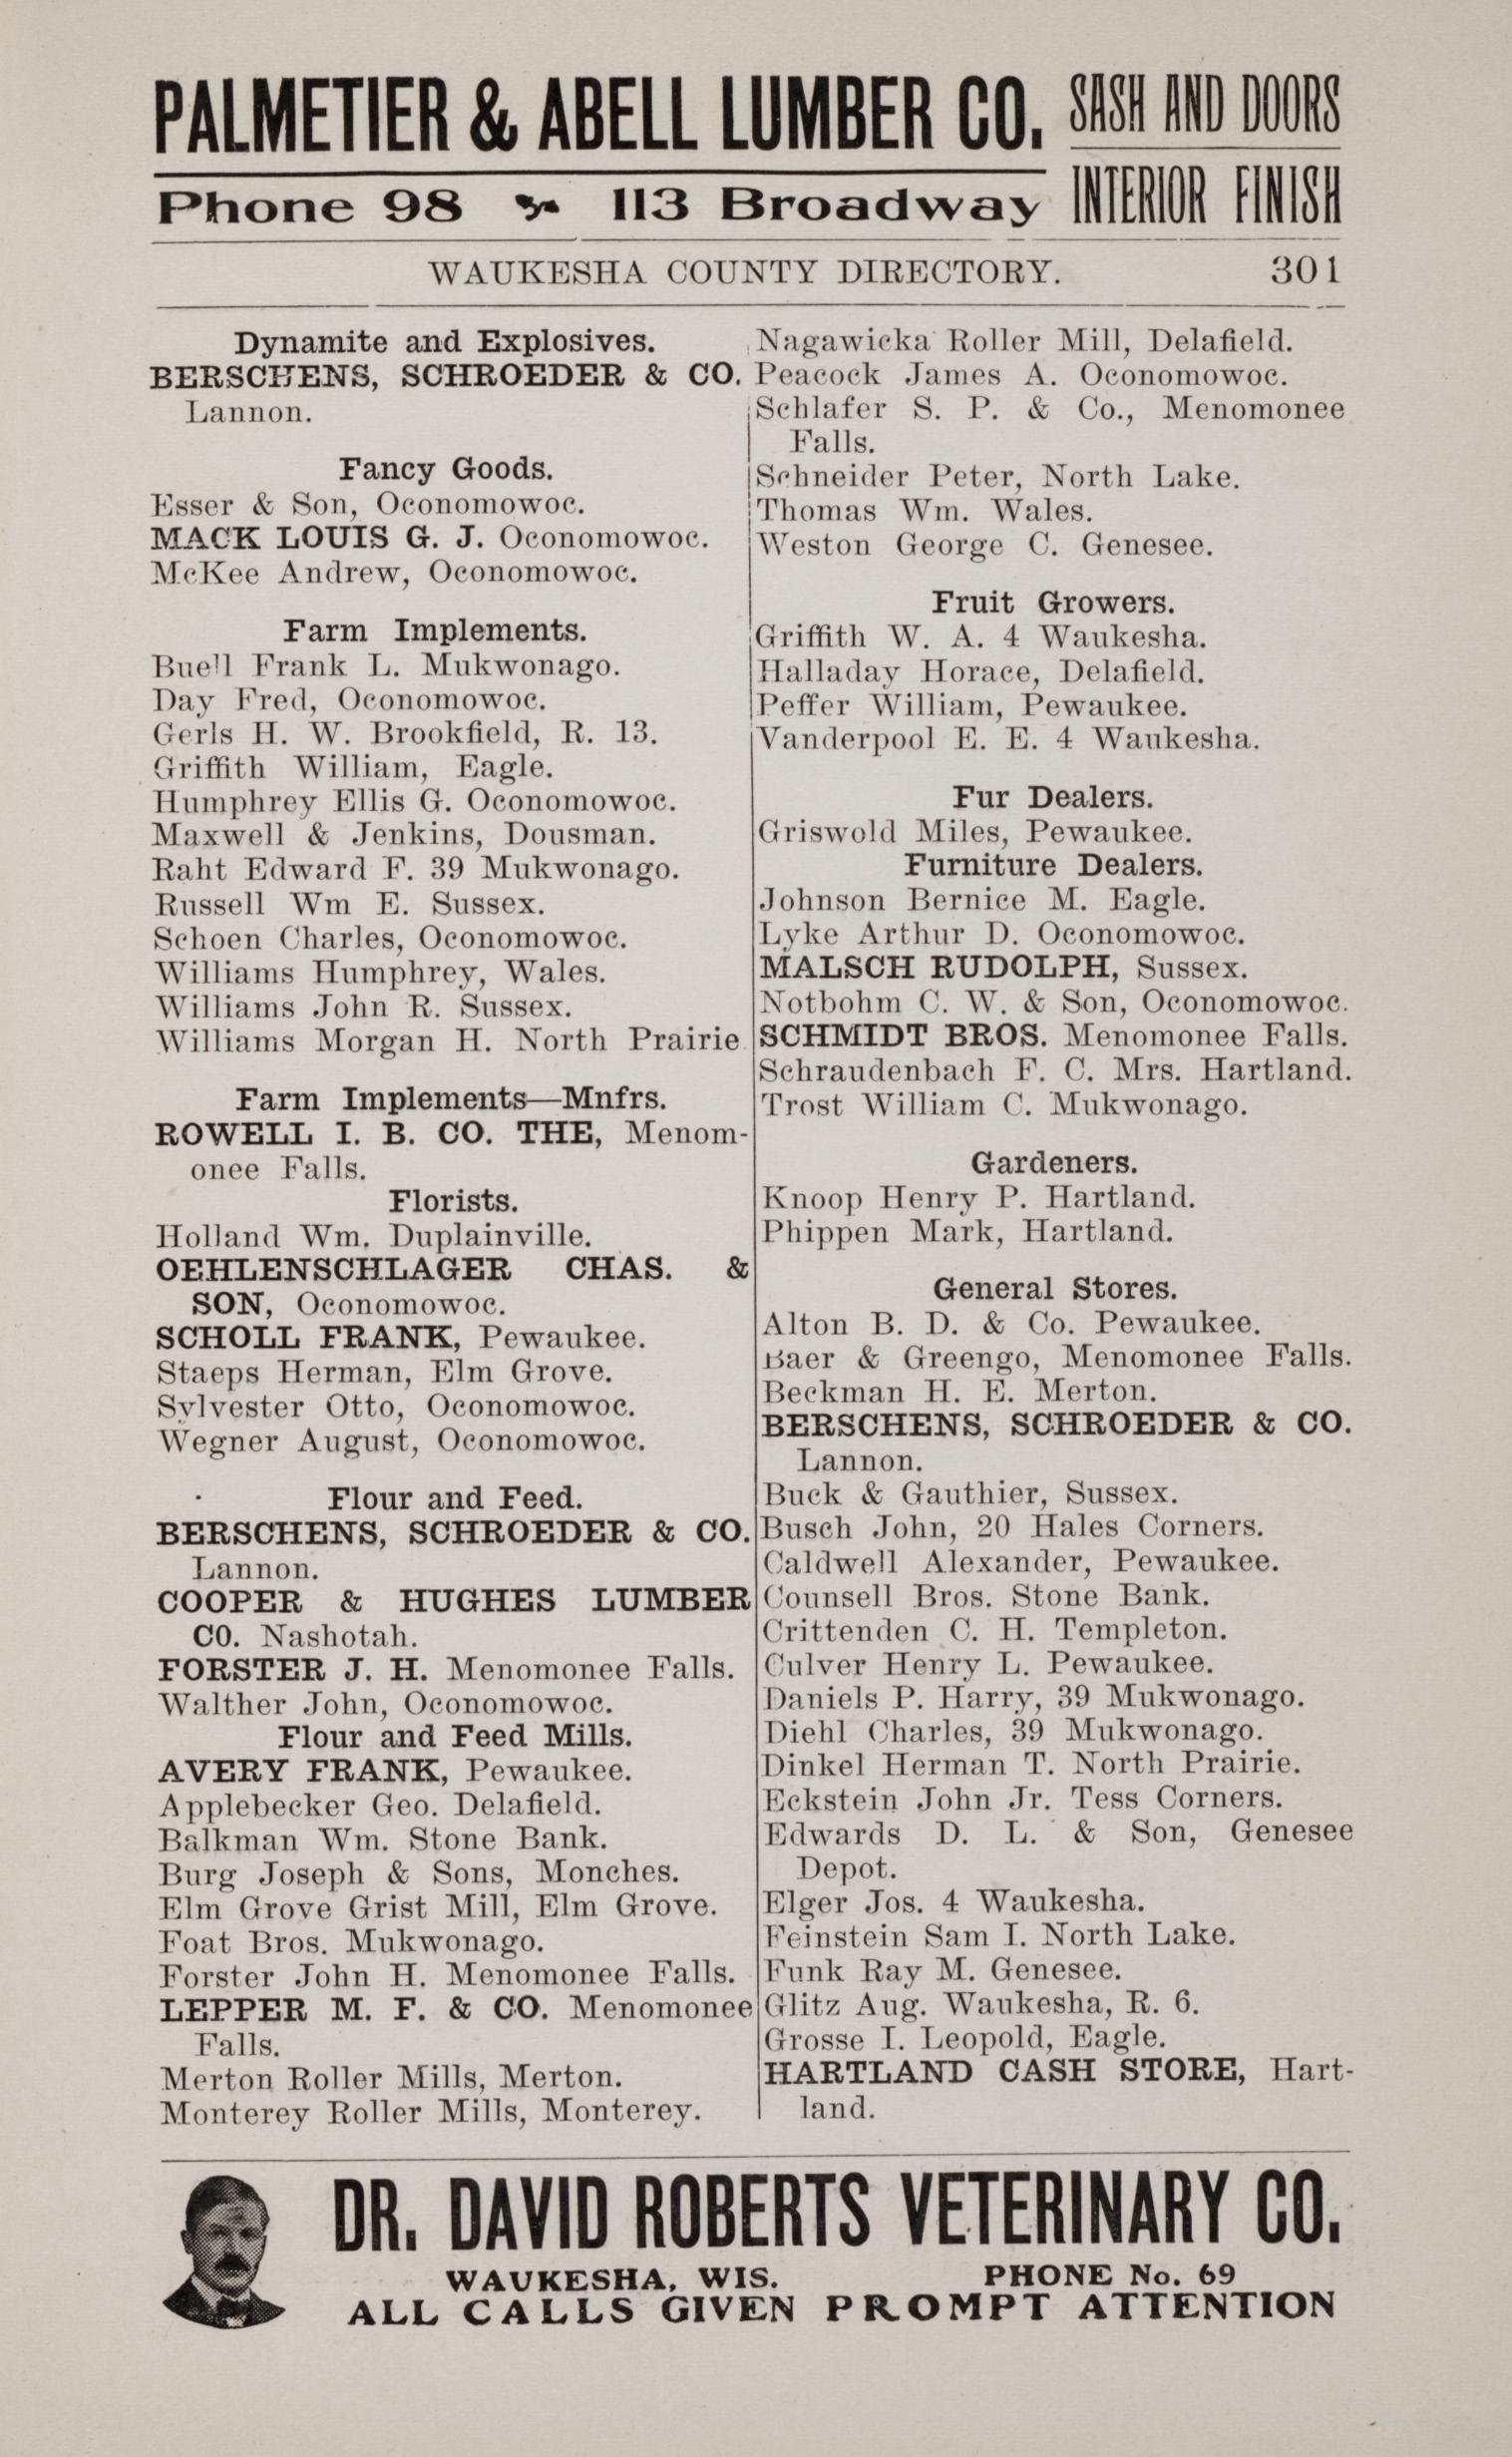 PALMETIER & ABELL LUMBER CO.
Phone 98 113 Broadway
SASH AND DOORS
INTERIOR FINISH
WAUKESHA COUNTY DIRECTORY. 301
Dynamite and Explosives.
BERSCHENS, SCHROEDER & CO.
Lannon.
Fancy Goods.
Esser & Son, Oconomowoc.
MACK LOUIS G. J. Oconomowoc.
McKee Andrew, Oconomowoc.
Farm Implements.
Buell Frank L. Mukwonago.
Day Fred, Oconomowoc.
Gerls H. W. Brookfield, R. 13.
Griffith William, Eagle.
Humphrey Ellis G. Oconomowoc.
Maxwell & Jenkins, Dousman.
Raht Edward F. 39 Mukwonago.
Russell Wm E. Sussex.
Schoen Charles, Oconomowoc.
Williams Humphrey, Wales.
Williams John R. Sussex.
Williams Morgan H. North Prairie.
Farm Implements—Mnfrs.
ROWELL I. B. CO. THE, Menom-
onee Falls.
Florists.
Holland Wm. Duplainville.
OEHLENSCHLAGER CHAS. &
SON, Oconomowoc.
SCHOLL FRANK, Pewaukee.
Staeps Herman, Elm Grove.
Sylvester Otto, Oconomowoc.
Wegner August, Oconomowoc.
Flour and Feed.
BERSCHENS, SCHROEDER & CO.
Lannon.
COOPER & HUGHES LUMBER
CO. Nashotah.
FORSTER J. H. Menomonee Falls.
Walther John, Oconomowoc.
Flour and Feed Mills.
AVERY FRANK, Pewaukee.
Applebecker Geo. Delafield.
Balkman Wm. Stone Bank.
Burg Joseph & Sons, Monches.
Elm Grove Grist Mill, Elm Grove.
Foat Bros. Mukwonago.
Forster John H. Menomonee Falls.
LEPPER M. F. & CO. Menomonee
Falls.
Merton Roller Mills, Merton.
Monterey Roller Mills, Monterey.
Nagawicka Roller Mill, Delafield.
Peacock James A. Oconomowoc.
Schlafer S. P. & Co., Menomonee
Falls.
Schneider Peter, North Lake.
Thomas Wm. Wales.
Weston George C. Genesee.
Fruit Growers.
Griffith W. A. 4 Waukesha.
Halladay Horace, Delafield.
Peffer William, Pewaukee.
Vanderpool E. E. 4 Waukesha.
Fur Dealers.
Griswold Miles, Pewaukee.
Furniture Dealers.
Johnson Bernice M. Eagle.
Lyke Arthur D. Oconomowoc.
MALSCH RUDOLPH, Sussex.
Notbohm C. W. & Son, Oconomowoc.
SCHMIDT BROS. Menomonee Falls.
Schraudenbach F. C. Mrs. Hartland.
Trost William C. Mukwonago.
Gardeners.
Knoop Henry P. Hartland.
Phippen Mark, Hartland.
General Stores.
Alton B. D. & Co. Pewaukee.
Baer & Greengo, Menomonee Falls.
Beckman H. E. Merton.
BERSCHENS, SCHROEDER & CO.
Lannon.
Buck & Gauthier, Sussex.
Busch John, 20 Hales Corners.
Caldwell Alexander, Pewaukee.
Counsell Bros. Stone Bank.
Crittenden C. H. Templeton.
Culver Henry L. Pewaukee.
Daniels P. Harry, 39 Mukwonago.
Diehl Charles, 39 Mukwonago.
Dinkel Herman T. North Prairie.
Eckstein John Jr. Tess Corners.
Edwards D. L. & Son, Genesee
Depot.
Elger Jos. 4 Waukesha.
Feinstein Sam I. North Lake.
Funk Ray M. Genesee.
Glitz Aug. Waukesha, R. 6.
Grosse I. Leopold, Eagle.
HARTLAND CASH STORE, Hart-
land.
DR. DAVID ROBERTS VETERINARY CO.
WAUKESHA, WIS. PHONE No. 69
ALL CALLS GIVEN PROMPT ATTENTION